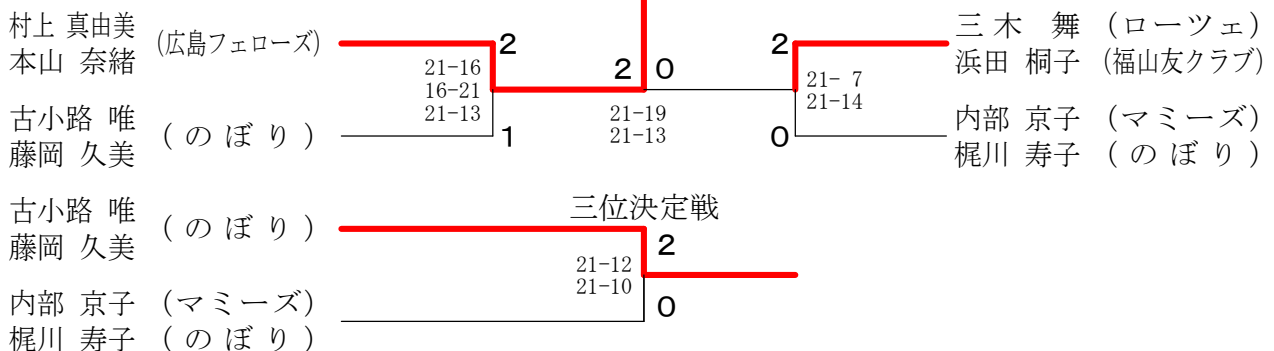 村上 真由美 (広島フェローズ)
本山 奈緒
2
21-16
16-21
21-13
古小路 唯 (のぼり)
藤岡 久美
1
2 0
21-19
21-13
2
三木 舞 (ローツェ)
浜田 桐子 (福山友クラブ)
21- 7
21-14
0
内部 京子 (マミーズ)
梶川 寿子 (のぼり)
三位決定戦
古小路 唯 (のぼり)
藤岡 久美
2
21-12
21-10
0
内部 京子 (マミーズ)
梶川 寿子 (のぼり)